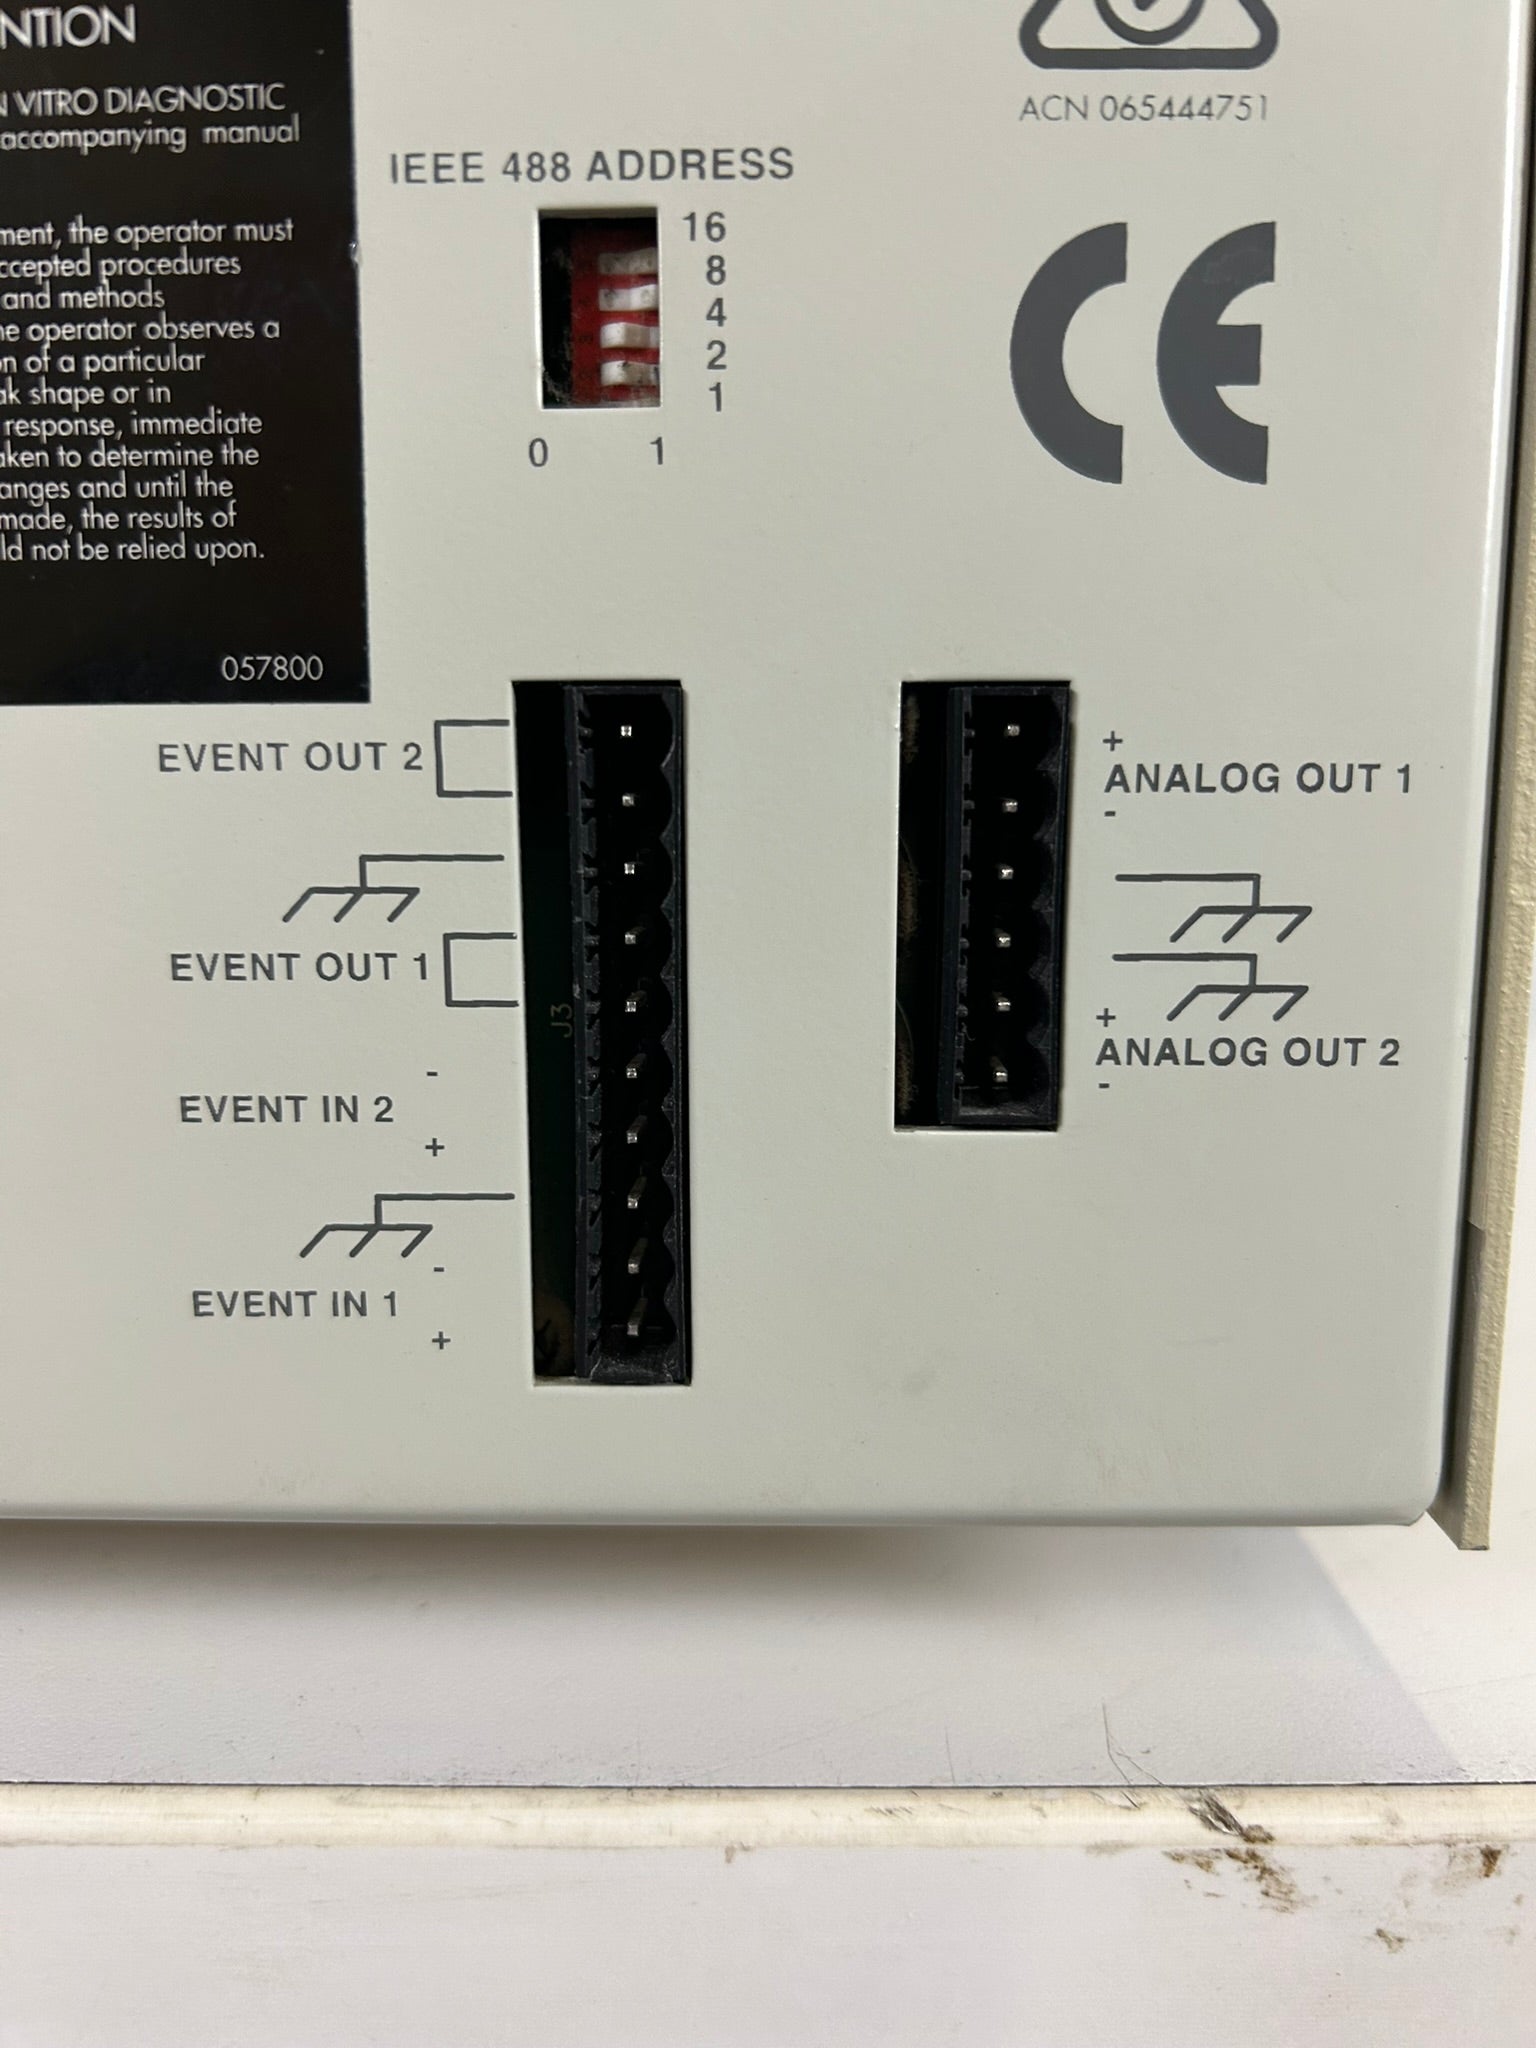 NTION
VITRO DIAGNOSTIC
accompanying manual
ment, the operator must
ccepted procedures
and methods
he operator observes a
on of a particular
ak shape or in
response, immediate
aken to determine the
anges and until the
made, the results of
ld not be relied upon.
057800
ACN 065444751
IEEE 488 ADDRESS
16
8
4
2
1
0 1
CE
EVENT OUT 2
EVENT OUT 1
-
EVENT IN 2
+
-
EVENT IN 1
+
J3
+
ANALOG OUT 1
-
+
ANALOG OUT 2
-